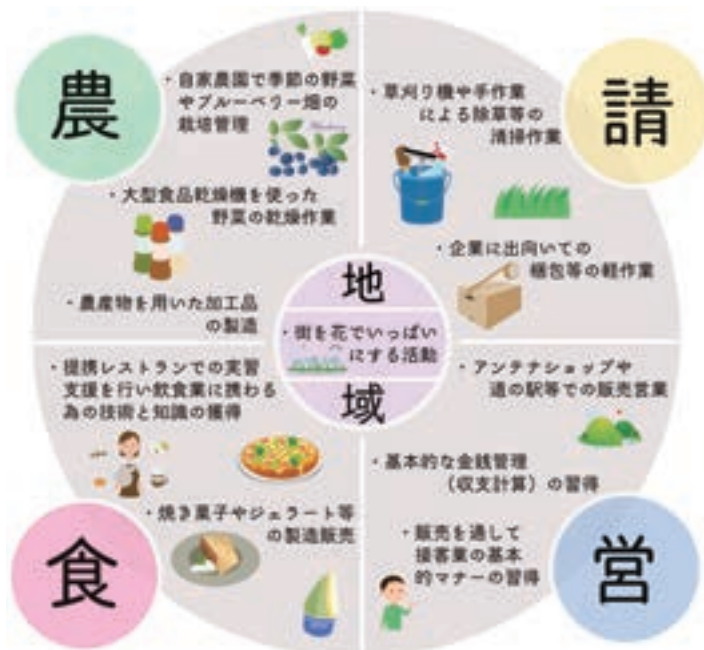 農
・自家農園で季節の野菜
やブルーベリー畑の
栽培管理
・大型食品乾燥機を使った
野菜の乾燥作業
・農産物を用いた加工品
の製造
請
・草刈り機や手作業
による除草等の
清掃作業
・企業に出向いての
梱包等の軽作業
地
・街を花でいっぱい
にする活動
域
・提携レストランでの実習
支援を行い飲食業に携わる
為の技術と知識の獲得
・焼き菓子やジェラート等
の製造販売
食
・アンテナショップや
道の駅等での販売営業
・基本的な金銭管理
(収支計算)の習得
・販売を通して
接客業の基本
的マナーの習得
営